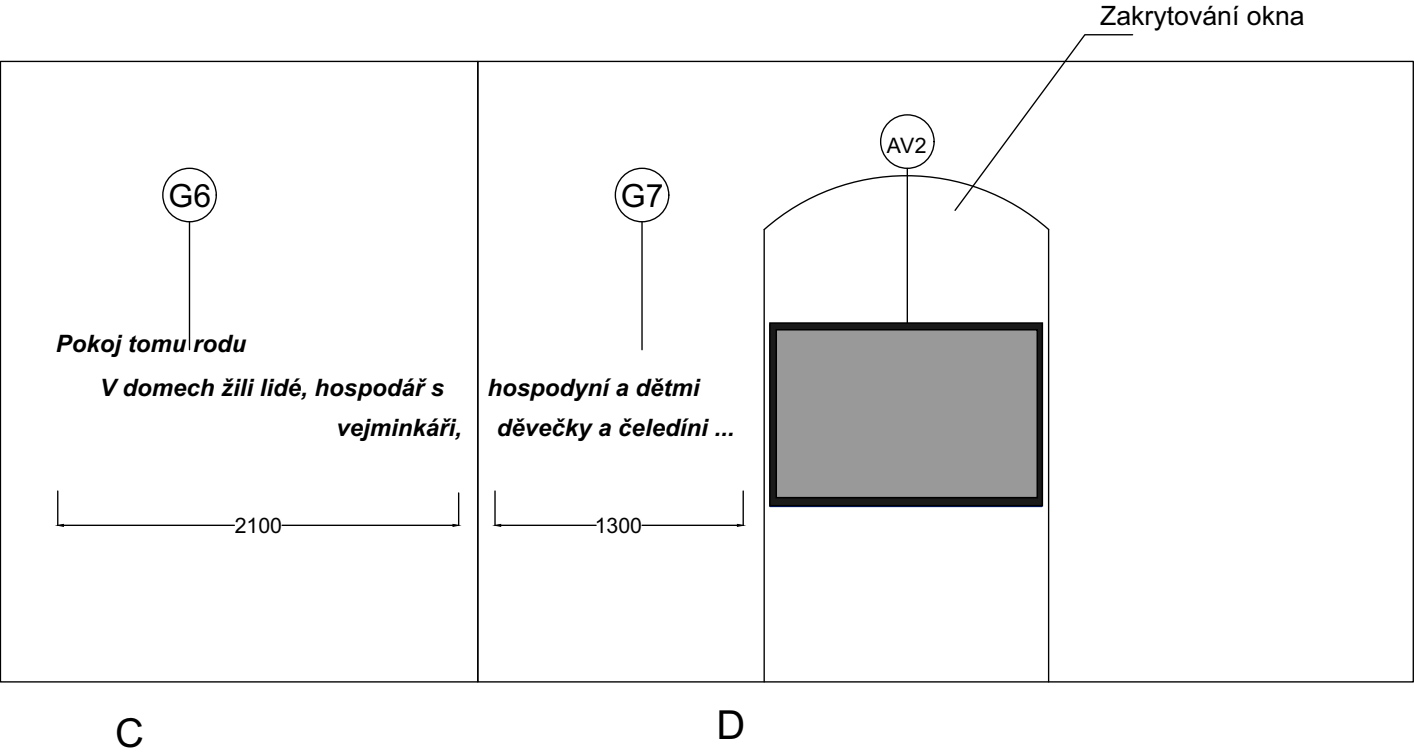 Zakrytování okna
AV2
G6
G7
Pokoj tomu rodu
V domech žili lidé, hospodář s hospodyní a dětmi
vejminkáři, děvečky a čeledíni ...
2100
1300
C
D